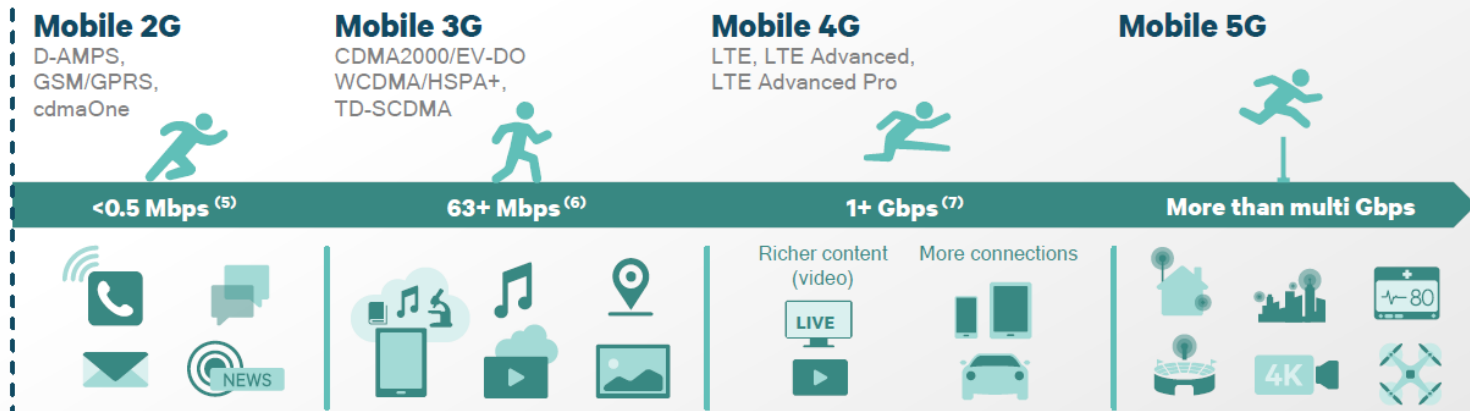 Mobile 2G
D-AMPS,
GSM/GPRS,
cdmaOne
Mobile 3G
CDMA2000/EV-DO
WCDMA/HSPA+,
TD-SCDMA
Mobile 4G
LTE, LTE Advanced,
LTE Advanced Pro
Mobile 5G
<0.5 Mbps (5)
63+ Mbps (6)
1+ Gbps (7)
More than multi Gbps
NEWS
Richer content
(video)
LIVE
More connections
80
4K